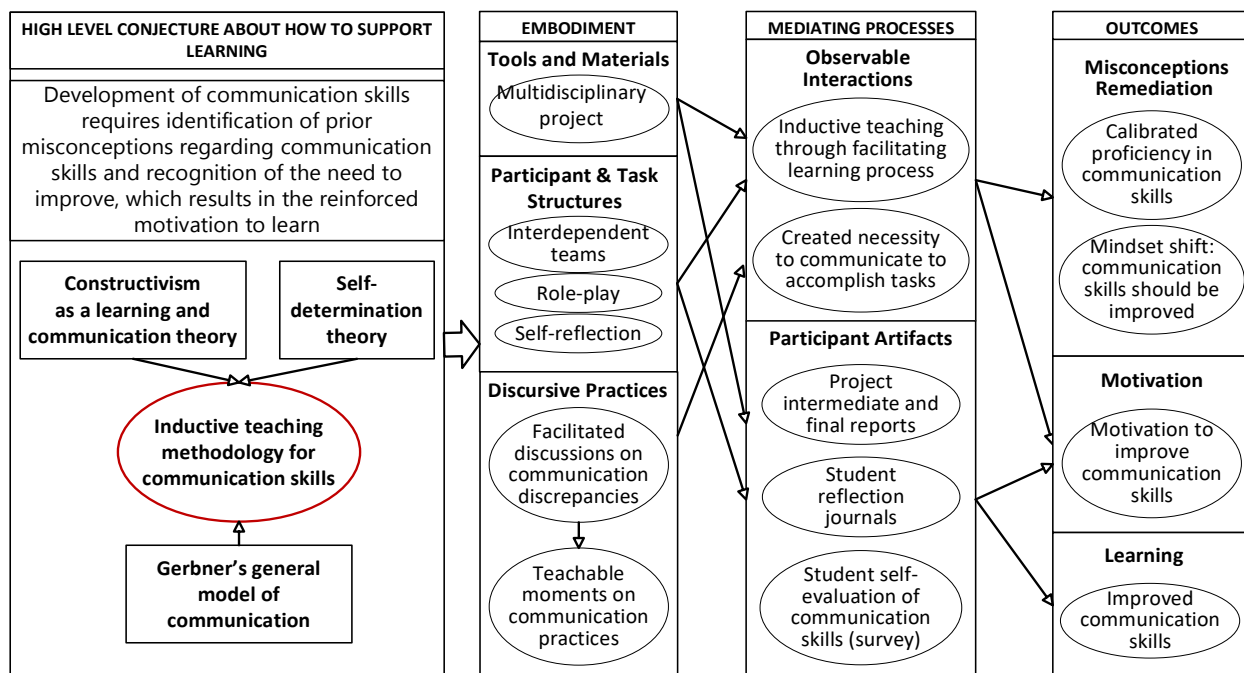 HIGH LEVEL CONJECTURE ABOUT HOW TO SUPPORT
LEARNING
Development of communication skills
requires identification of prior
misconceptions regarding communication
skills and recognition of the need to
improve, which results in the reinforced
motivation to learn
Constructivism
as a learning and
communication theory
Self-
determination
theory
Inductive teaching
methodology for
communication skills
Gerbner's general
model of
communication
EMBODIMENT
Tools and Materials
Multidisciplinary
project
Participant & Task
Structures
Interdependent
teams
Role-play
Self-reflection
Discursive Practices
Facilitated
discussions on
communication
discrepancies
Teachable
moments on
communication
practices
MEDIATING PROCESSES
Observable
Interactions
Inductive teaching
through facilitating
learning process
Created necessity
to communicate to
accomplish tasks
Participant Artifacts
Project
intermediate and
final reports
Student
reflection
journals
Student self-
evaluation of
communication
skills (survey)
OUTCOMES
Misconceptions
Remediation
Calibrated
proficiency in
communication
skills
Mindset shift:
communication
skills should be
improved
Motivation
Motivation to
improve
communication
skills
Learning
Improved
communication
skills